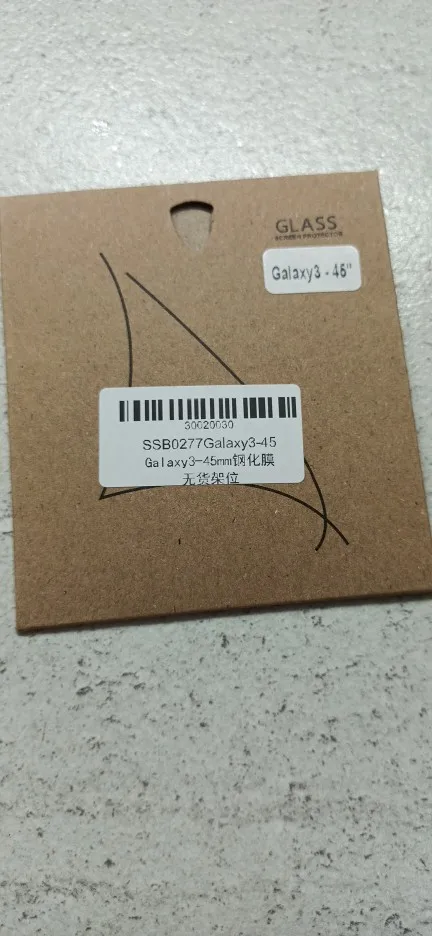 GLASS
SCREEN PROTECTOR
Galaxy3 - 46"
30020030
SSB0277Galaxy3-45
Galaxy3-45mm钢化膜
无货架位